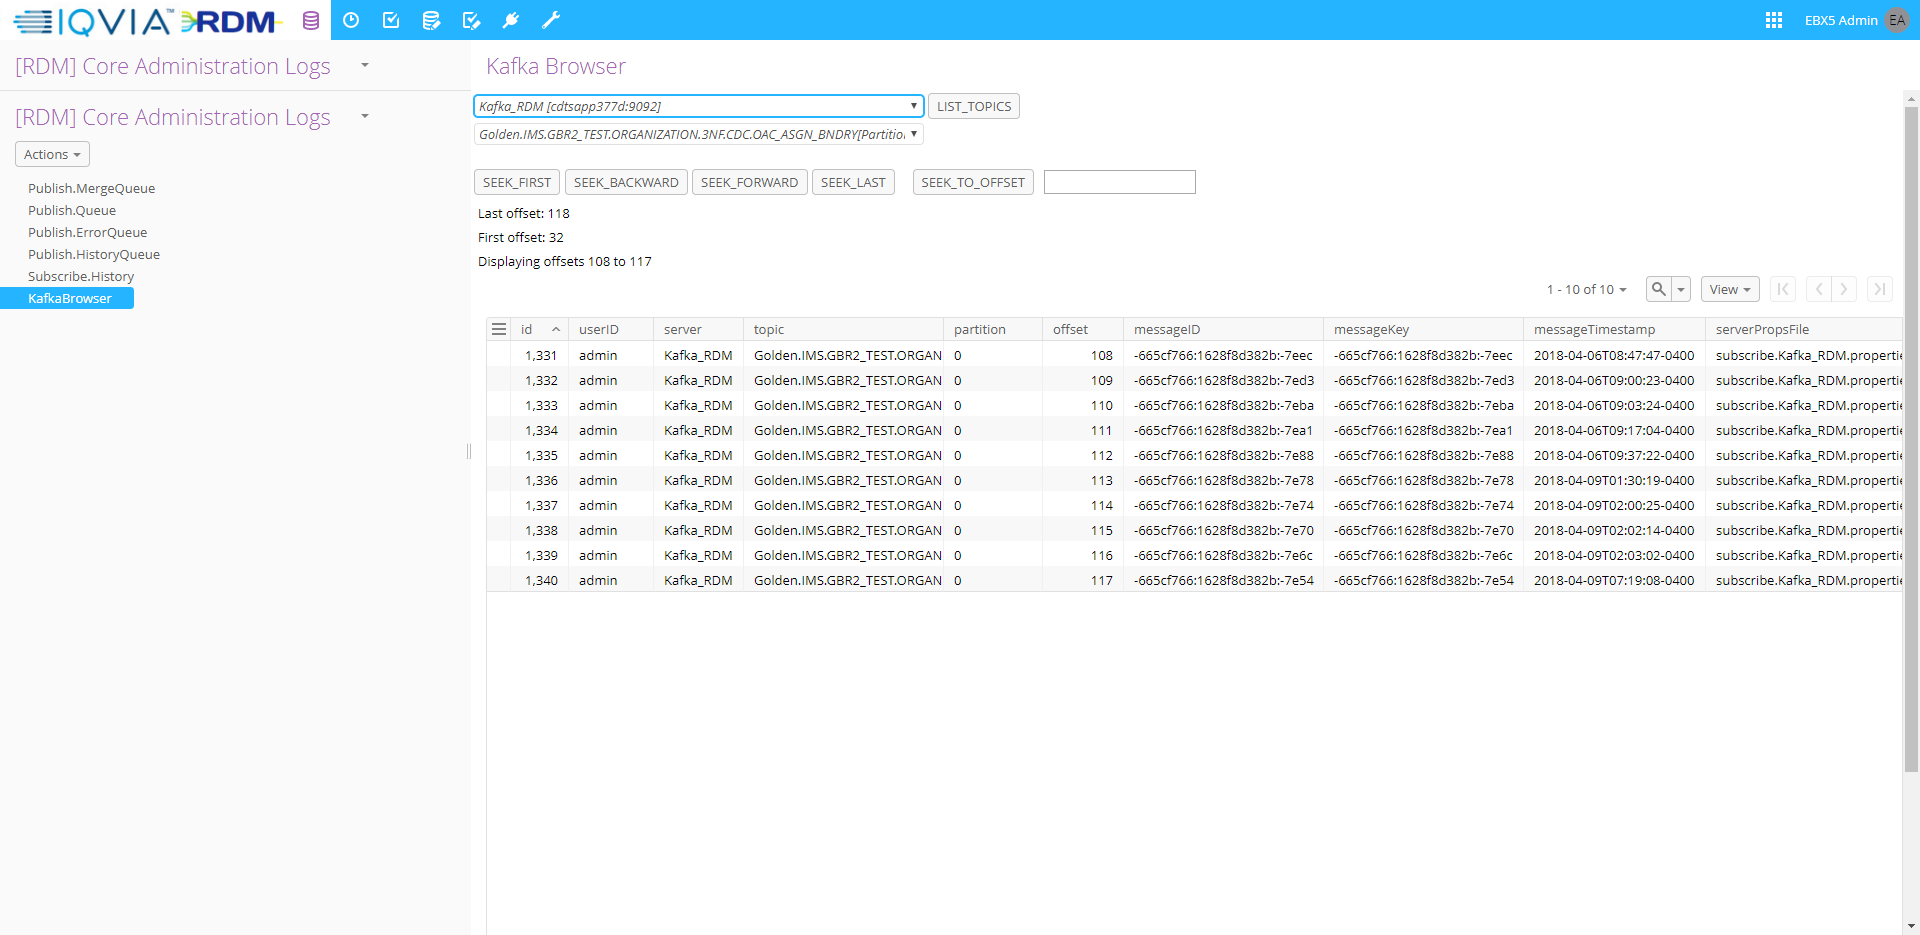 IQVIA™ RDM EBX5 Admin EA
[RDM] Core Administration Logs
Kafka Browser
[RDM] Core Administration Logs
Actions
Publish.MergeQueue
Publish.Queue
Publish.ErrorQueue
Publish.HistoryQueue
Subscribe.History
KafkaBrowser
Kafka_RDM [cdtsapp377d:9092] LIST_TOPICS
Golden.IMS.GBR2_TEST.ORGANIZATION.3NF.CDC.OAC_ASGN_BNDRY[Partitio
SEEK_FIRST SEEK_BACKWARD SEEK_FORWARD SEEK_LAST SEEK_TO_OFFSET
Last offset: 118
First offset: 32
Displaying offsets 108 to 117
1 - 10 of 10 View
id userID server topic partition offset messageID messageKey messageTimestamp serverPropsFile
1,331 admin Kafka_RDM Golden.IMS.GBR2_TEST.ORGAN 0 108 -665cf766:1628f8d382b:-7eec -665cf766:1628f8d382b:-7eec 2018-04-06T08:47:47-0400 subscribe.Kafka_RDM.propertie
1,332 admin Kafka_RDM Golden.IMS.GBR2_TEST.ORGAN 0 109 -665cf766:1628f8d382b:-7ed3 -665cf766:1628f8d382b:-7ed3 2018-04-06T09:00:23-0400 subscribe.Kafka_RDM.propertie
1,333 admin Kafka_RDM Golden.IMS.GBR2_TEST.ORGAN 0 110 -665cf766:1628f8d382b:-7eba -665cf766:1628f8d382b:-7eba 2018-04-06T09:03:24-0400 subscribe.Kafka_RDM.propertie
1,334 admin Kafka_RDM Golden.IMS.GBR2_TEST.ORGAN 0 111 -665cf766:1628f8d382b:-7ea1 -665cf766:1628f8d382b:-7ea1 2018-04-06T09:17:04-0400 subscribe.Kafka_RDM.propertie
1,335 admin Kafka_RDM Golden.IMS.GBR2_TEST.ORGAN 0 112 -665cf766:1628f8d382b:-7e88 -665cf766:1628f8d382b:-7e88 2018-04-06T09:37:22-0400 subscribe.Kafka_RDM.propertie
1,336 admin Kafka_RDM Golden.IMS.GBR2_TEST.ORGAN 0 113 -665cf766:1628f8d382b:-7e78 -665cf766:1628f8d382b:-7e78 2018-04-09T01:30:19-0400 subscribe.Kafka_RDM.propertie
1,337 admin Kafka_RDM Golden.IMS.GBR2_TEST.ORGAN 0 114 -665cf766:1628f8d382b:-7e74 -665cf766:1628f8d382b:-7e74 2018-04-09T02:00:25-0400 subscribe.Kafka_RDM.propertie
1,338 admin Kafka_RDM Golden.IMS.GBR2_TEST.ORGAN 0 115 -665cf766:1628f8d382b:-7e70 -665cf766:1628f8d382b:-7e70 2018-04-09T02:02:14-0400 subscribe.Kafka_RDM.propertie
1,339 admin Kafka_RDM Golden.IMS.GBR2_TEST.ORGAN 0 116 -665cf766:1628f8d382b:-7e6c -665cf766:1628f8d382b:-7e6c 2018-04-09T02:03:02-0400 subscribe.Kafka_RDM.propertie
1,340 admin Kafka_RDM Golden.IMS.GBR2_TEST.ORGAN 0 117 -665cf766:1628f8d382b:-7e54 -665cf766:1628f8d382b:-7e54 2018-04-09T07:19:08-0400 subscribe.Kafka_RDM.propertie